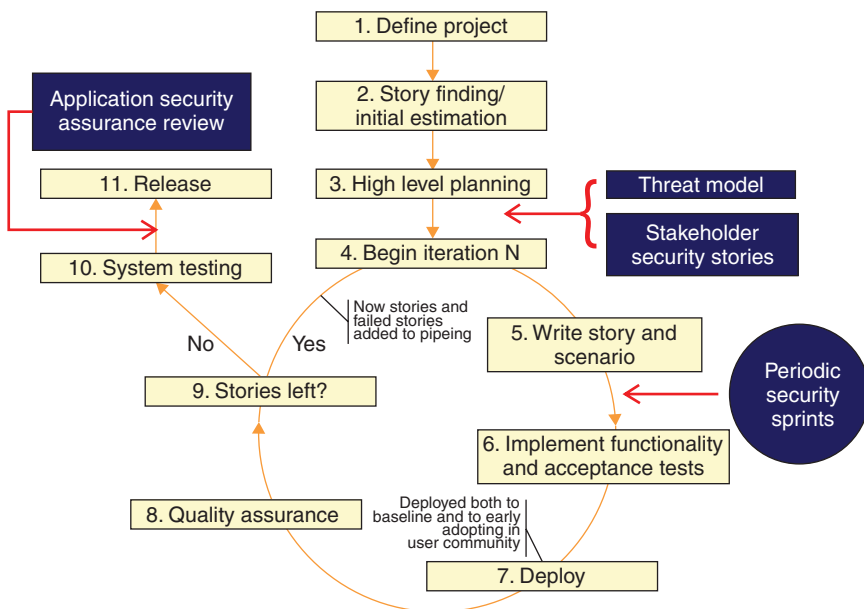 1. Define project
2. Story finding/
initial estimation
Application security
assurance review
11. Release
3. High level planning
Threat model
Stakeholder
security stories
10. System testing
4. Begin iteration N
Now stories and
failed stories
added to pipeing
No
Yes
5. Write story and
scenario
Periodic
security
sprints
9. Stories left?
6. Implement functionality
and acceptance tests
8. Quality assurance
Deployed both to
baseline and to early
adopting in
user community
7. Deploy